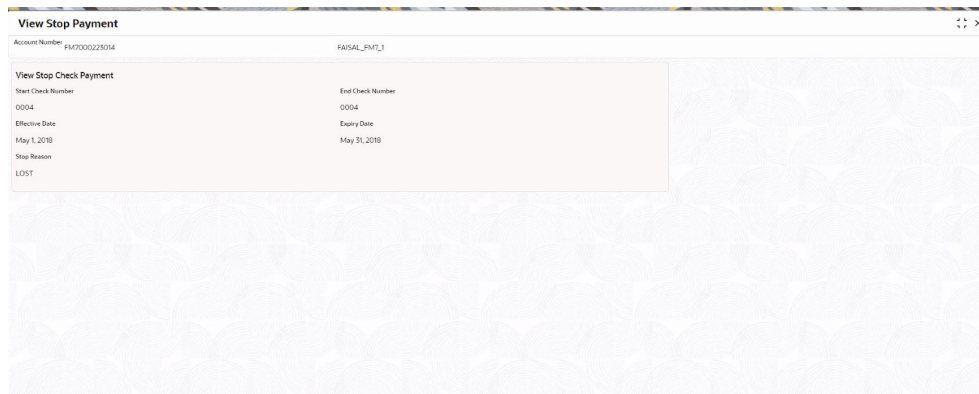 View Stop Payment
Account Number FM7000223014 FAISAL_FM7_1
View Stop Check Payment
Start Check Number End Check Number
0004 0004
Effective Date Expiry Date
May 1, 2018 May 31, 2018
Stop Reason
LOST